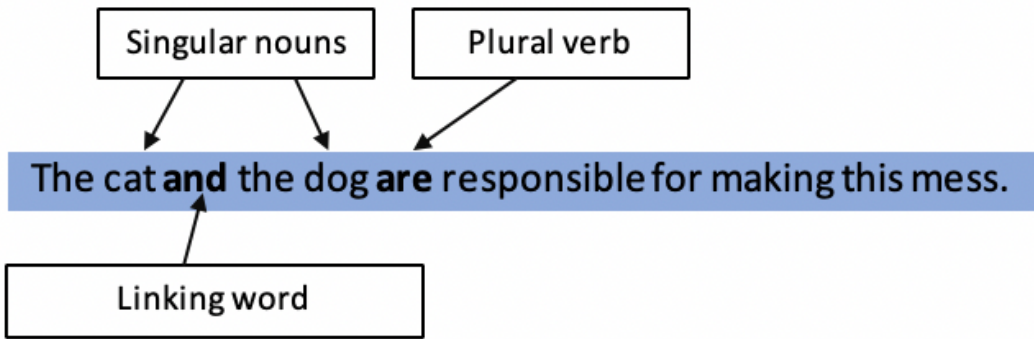 Singular nouns
Plural verb
The cat and the dog are responsible for making this mess.
Linking word